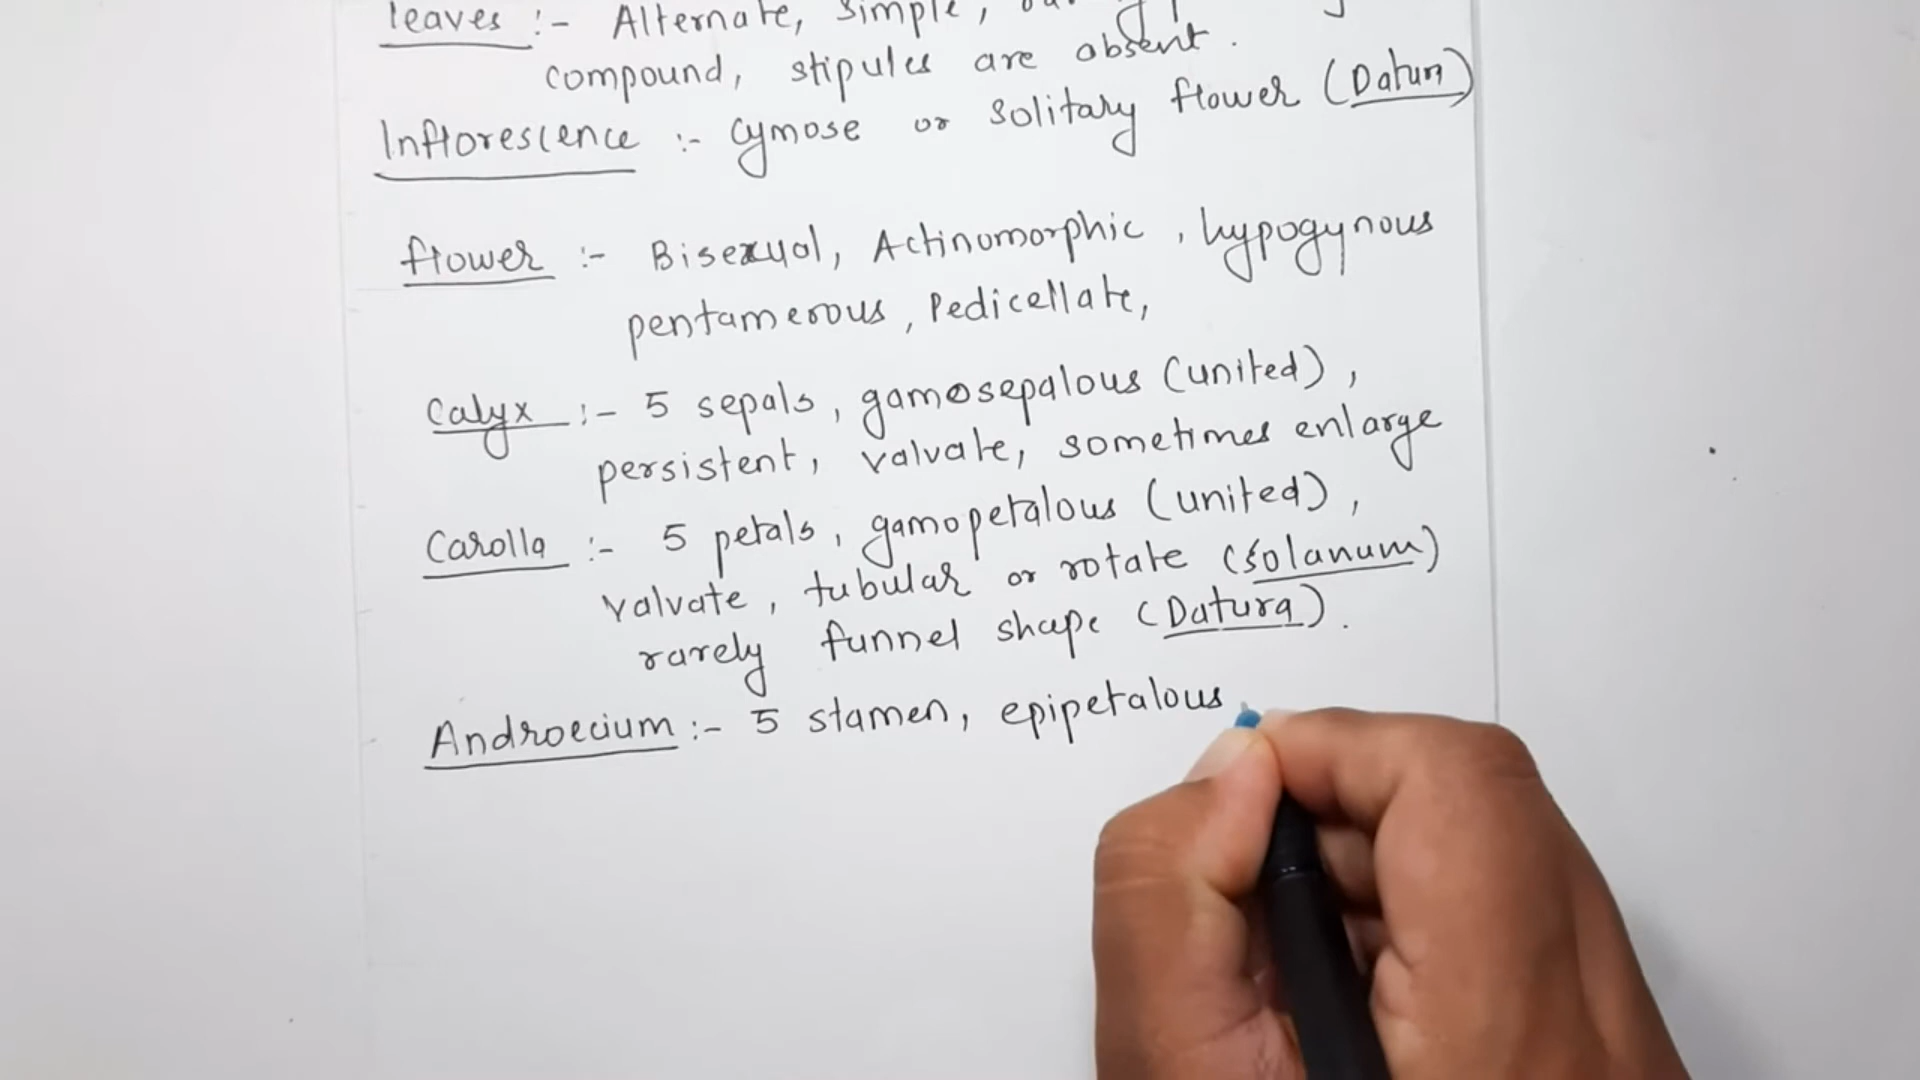 leaves :- Alternate, simple,
compound, stipules are absent.
Inflorescence :- Cymose or solitary flower (Datura)
flower :- Bisexual, Actinomorphic, hypogynous
pentamerous, Pedicellate,
Calyx :- 5 sepals, gamosepalous (united),
persistent, valvate, sometimes enlarge
Carolla :- 5 petals, gamopetalous (united),
valvate, tubular or rotate (Solanum)
rarely funnel shape (Datura).
Androecium :- 5 stamen, epipetalous